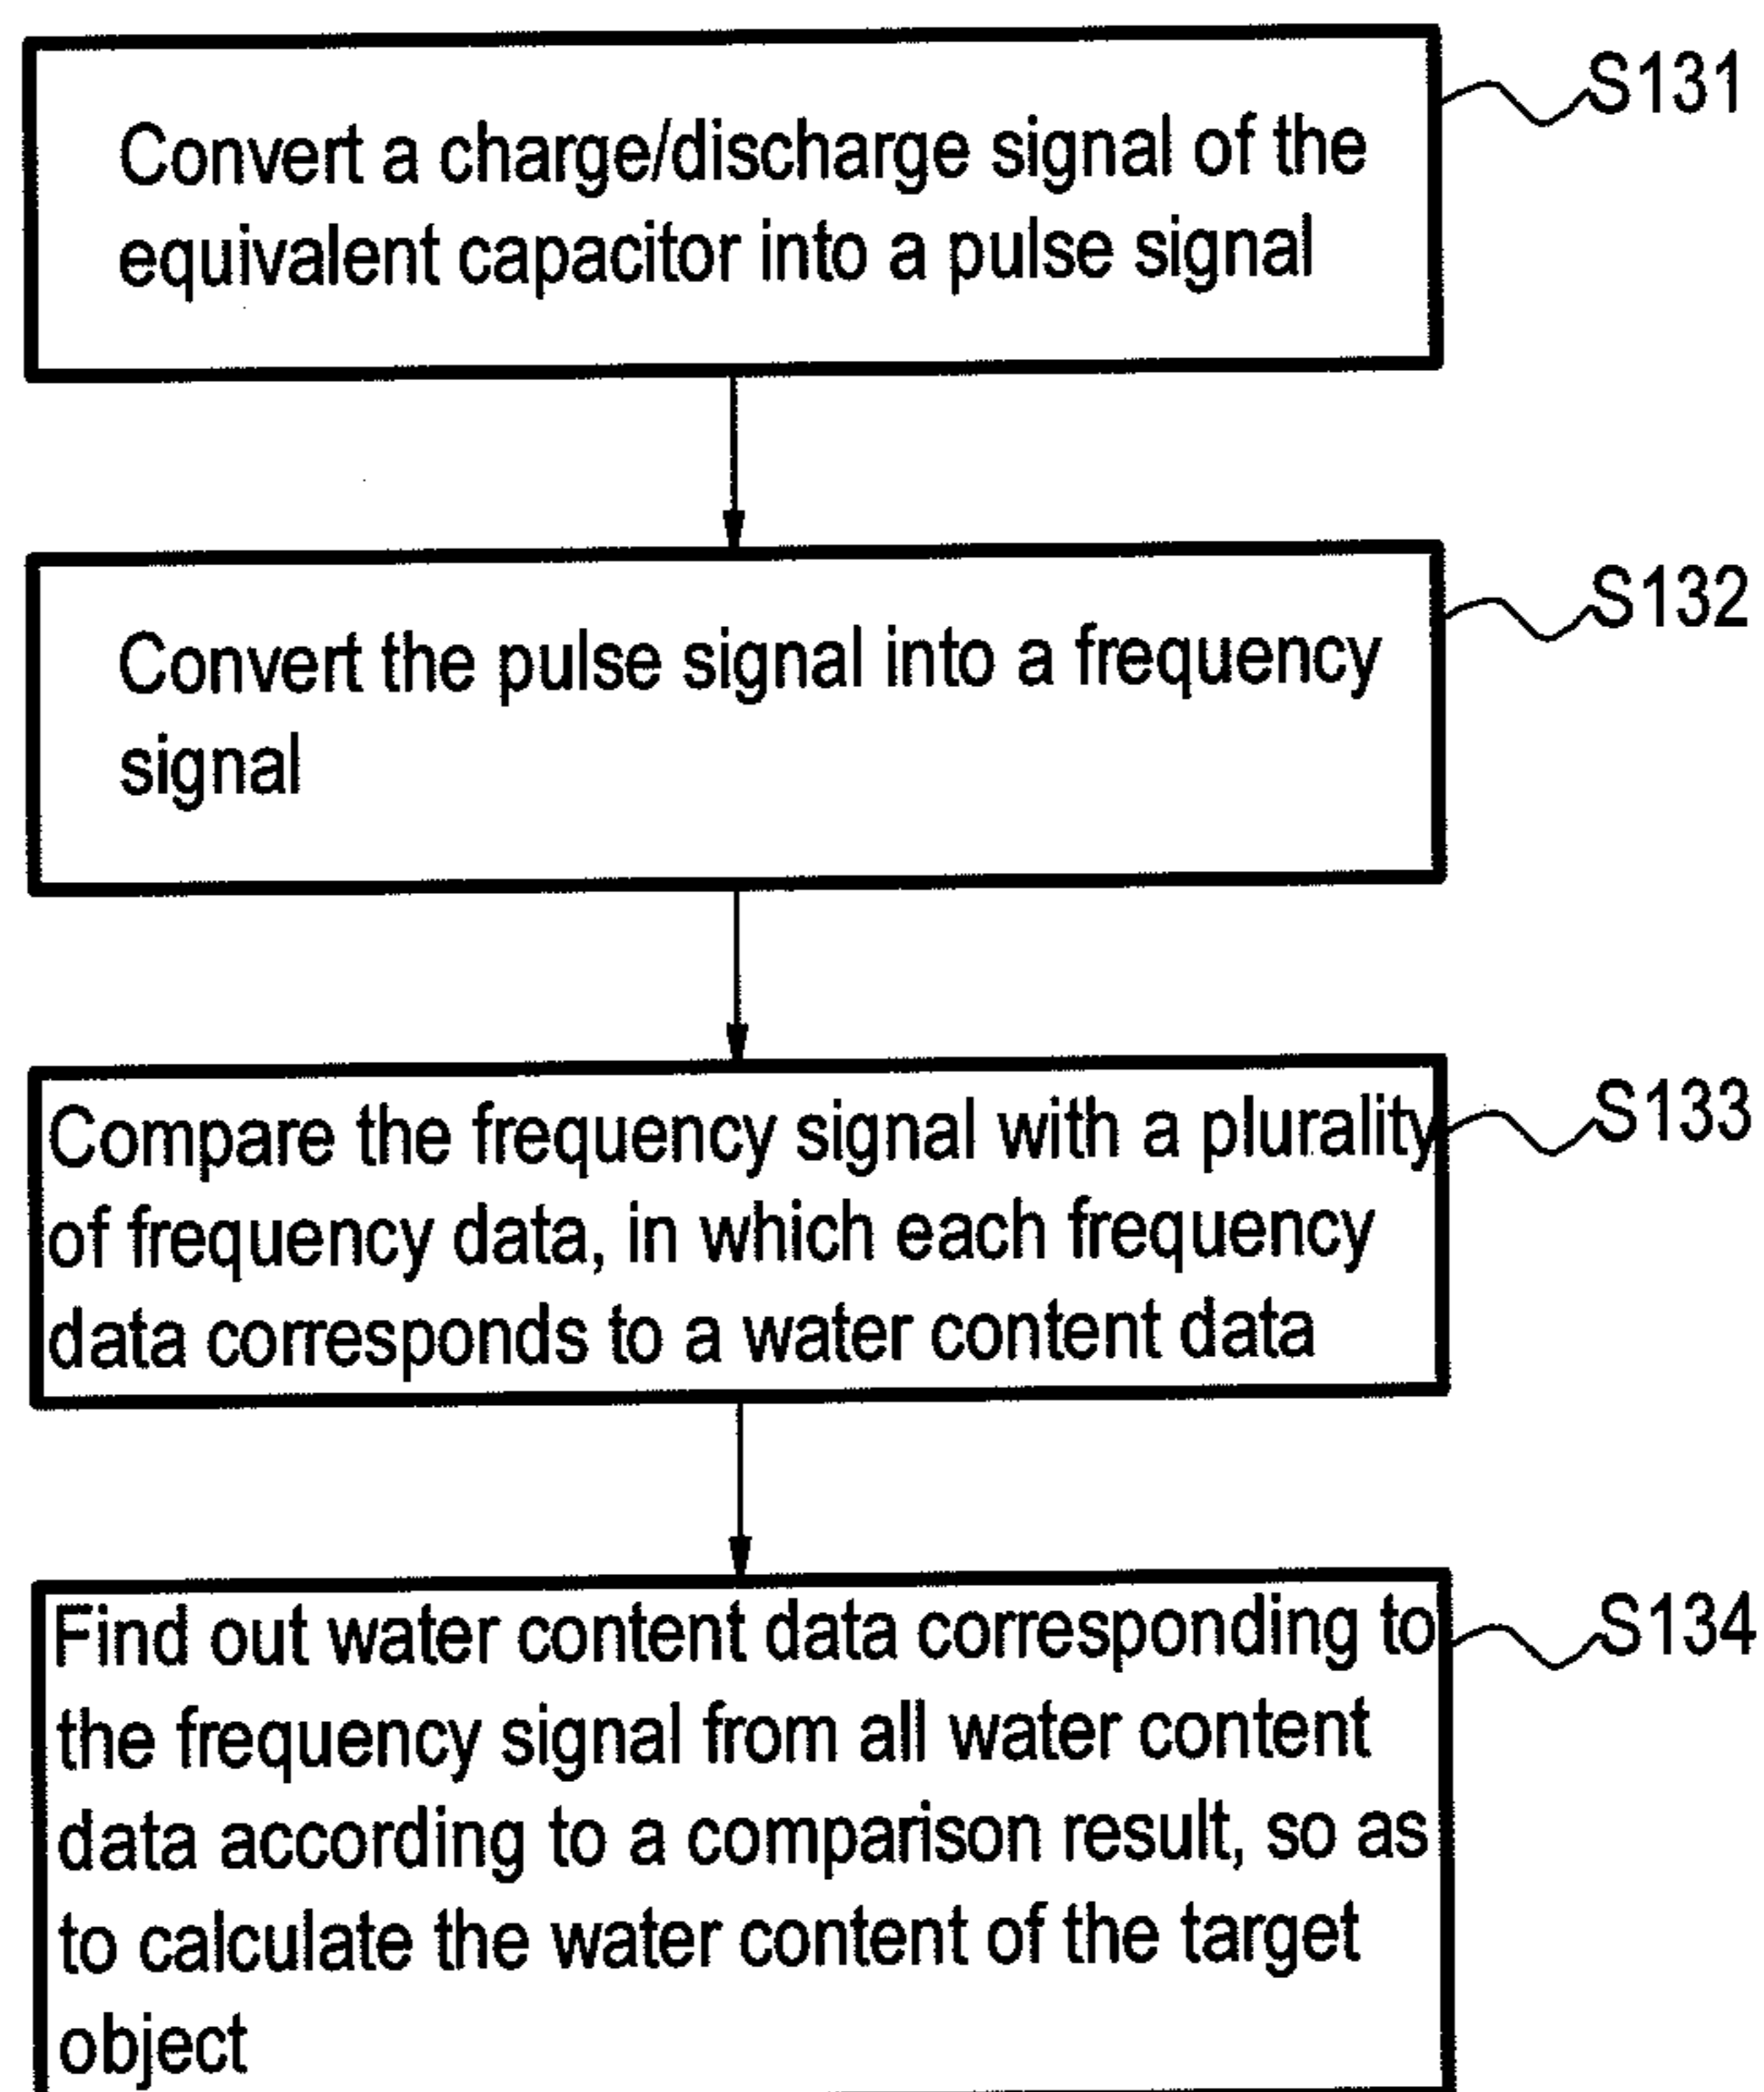 S131
Convert a charge/discharge signal of the
equivalent capacitor into a pulse signal
S132
Convert the pulse signal into a frequency
signal
S133
Compare the frequency signal with a plurality
of frequency data, in which each frequency
data corresponds to a water content data
S134
Find out water content data corresponding to
the frequency signal from all water content
data according to a comparison result, so as
to calculate the water content of the target
object